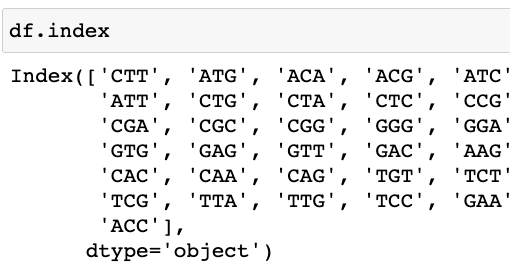 df.index
Index(['CTT', 'ATG', 'ACA', 'ACG', 'ATC'
'ATT', 'CTG', 'CTA', 'CTC', 'CCG'
'CGA', 'CGC', 'CGG', 'GGG', 'GGA'
'GTG', 'GAG', 'GTT', 'GAC', 'AAG'
'CAC', 'CAA', 'CAG', 'TGT', 'TCT'
'TCG', 'TTA', 'TTG', 'TCC', 'GAA'
'ACC'],
dtype='object')